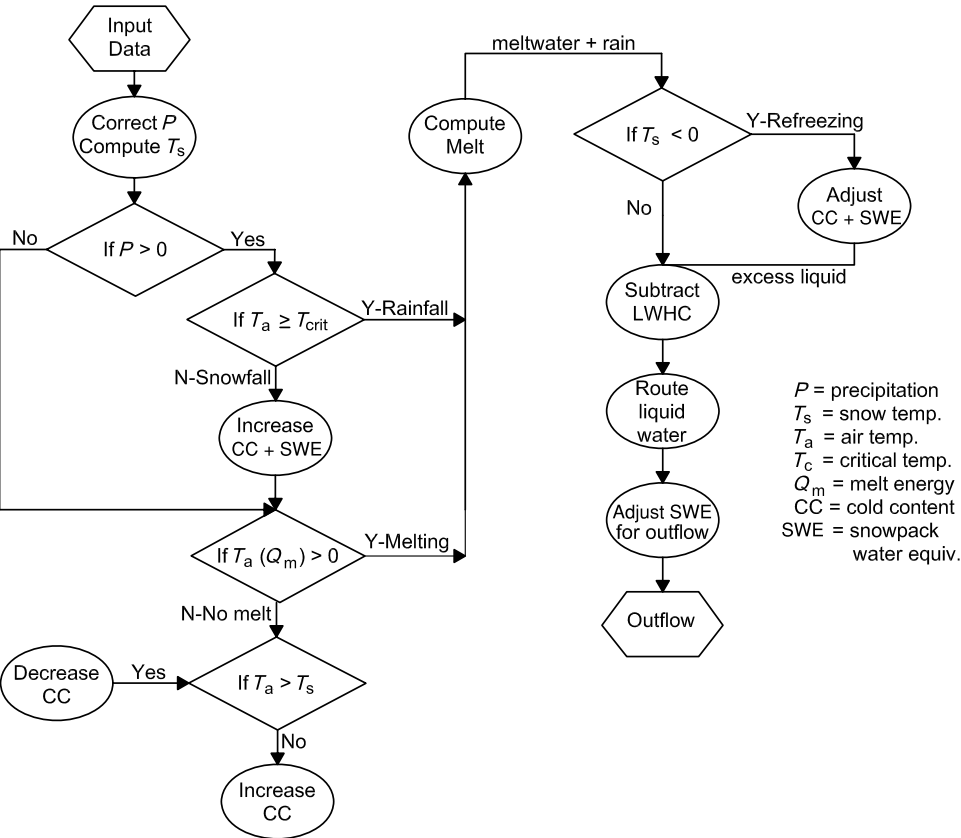 Input
Data
Correct P
Compute Ts
If P > 0
No
Yes
If Ta ≥ Tcrit
Y-Rainfall
N-Snowfall
Increase
CC + SWE
If Ta (Qm) > 0
Y-Melting
N-No melt
If Ta > Ts
Yes
Decrease
CC
No
Increase
CC
Compute
Melt
meltwater + rain
If Ts < 0
Y-Refreezing
Adjust
CC + SWE
No
excess liquid
Subtract
LWHC
Route
liquid
water
Adjust SWE
for outflow
Outflow
P = precipitation
Ts = snow temp.
Ta = air temp.
Tc = critical temp.
Qm = melt energy
CC = cold content
SWE = snowpack
water equiv.